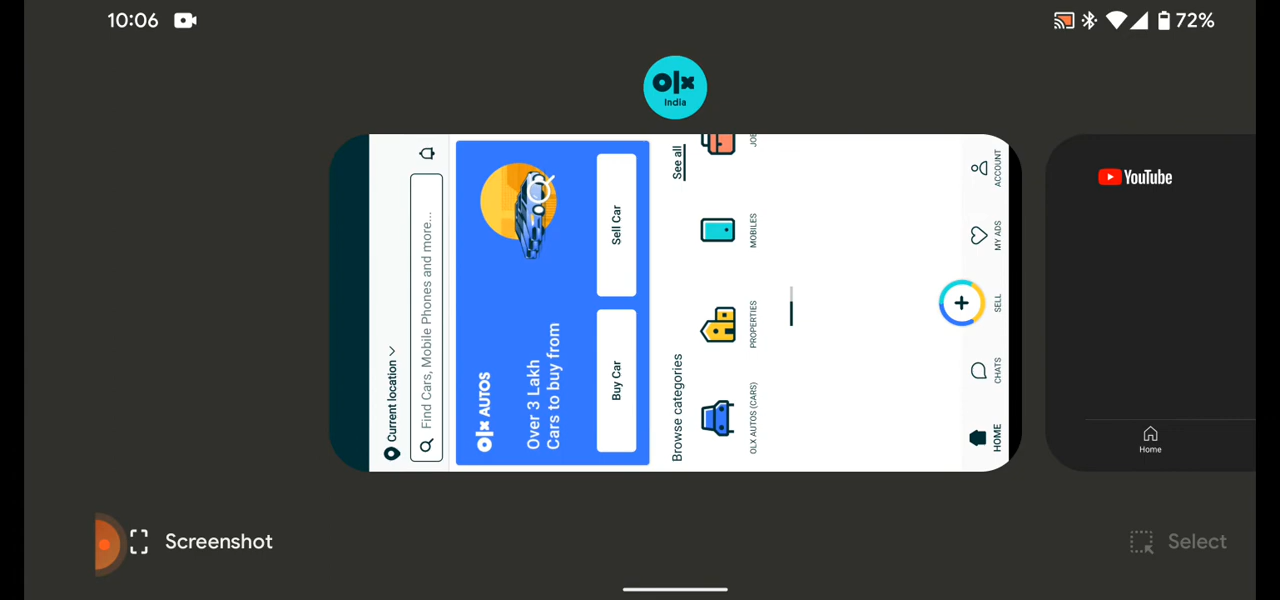 10:06
72%
olx
India
Current location
Find Cars, Mobile Phones and more...
olx AUTOS
Over 3 Lakh
Cars to buy from
Buy Car
Sell Car
Browse categories
See all
OLX AUTOS (CARS)
PROPERTIES
MOBILES
HOME
CHATS
SELL
MY ADS
ACCOUNT
YouTube
Home
Screenshot
Select